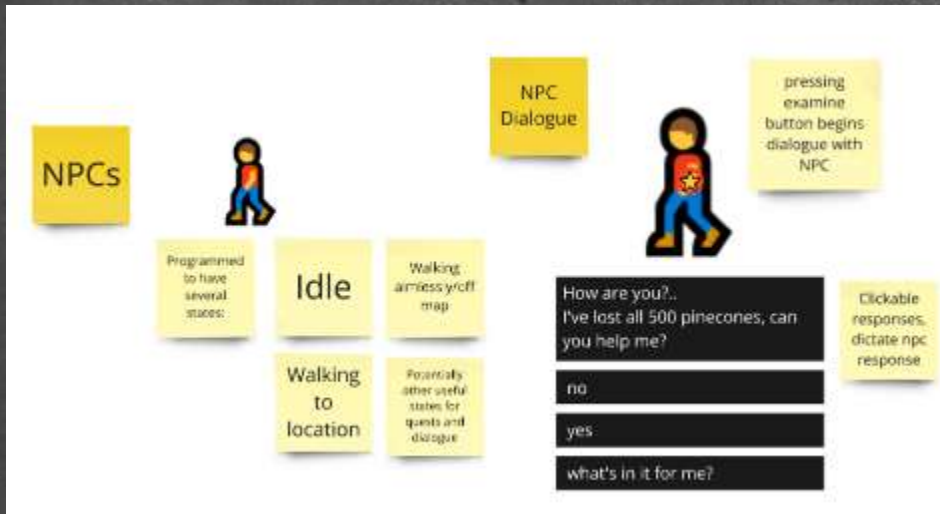 NPCs
Programmed
to have
several
states:
Idle
Walking
aimlessly/off
map
Walking
to
location
Potentially
other useful
states for
quests and
dialogue
NPC
Dialogue
pressing
examine
button begins
dialogue with
NPC
How are you?..
I've lost all 500 pinecones, can
you help me?
no
yes
what's in it for me?
Clickable
responses,
dictate npc
response